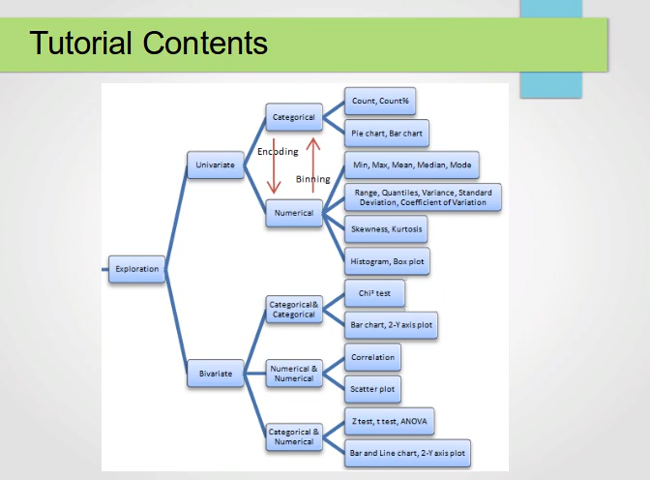 Tutorial Contents
Count, Count%
Categorical
Pie chart, Bar chart
Encoding
Univariate
Min, Max, Mean, Median, Mode
Binning
Range, Quantiles, Variance, Standard
Deviation, Coefficient of Variation
Numerical
Skewness, Kurtosis
Histogram, Box plot
Exploration
Chi² test
Categorical&
Categorical
Bar chart, 2-Y axis plot
Correlation
Bivariate
Numerical &
Numerical
Scatter plot
Z test, t test, ANOVA
Categorical &
Numerical
Bar and Line chart, 2-Y axis plot